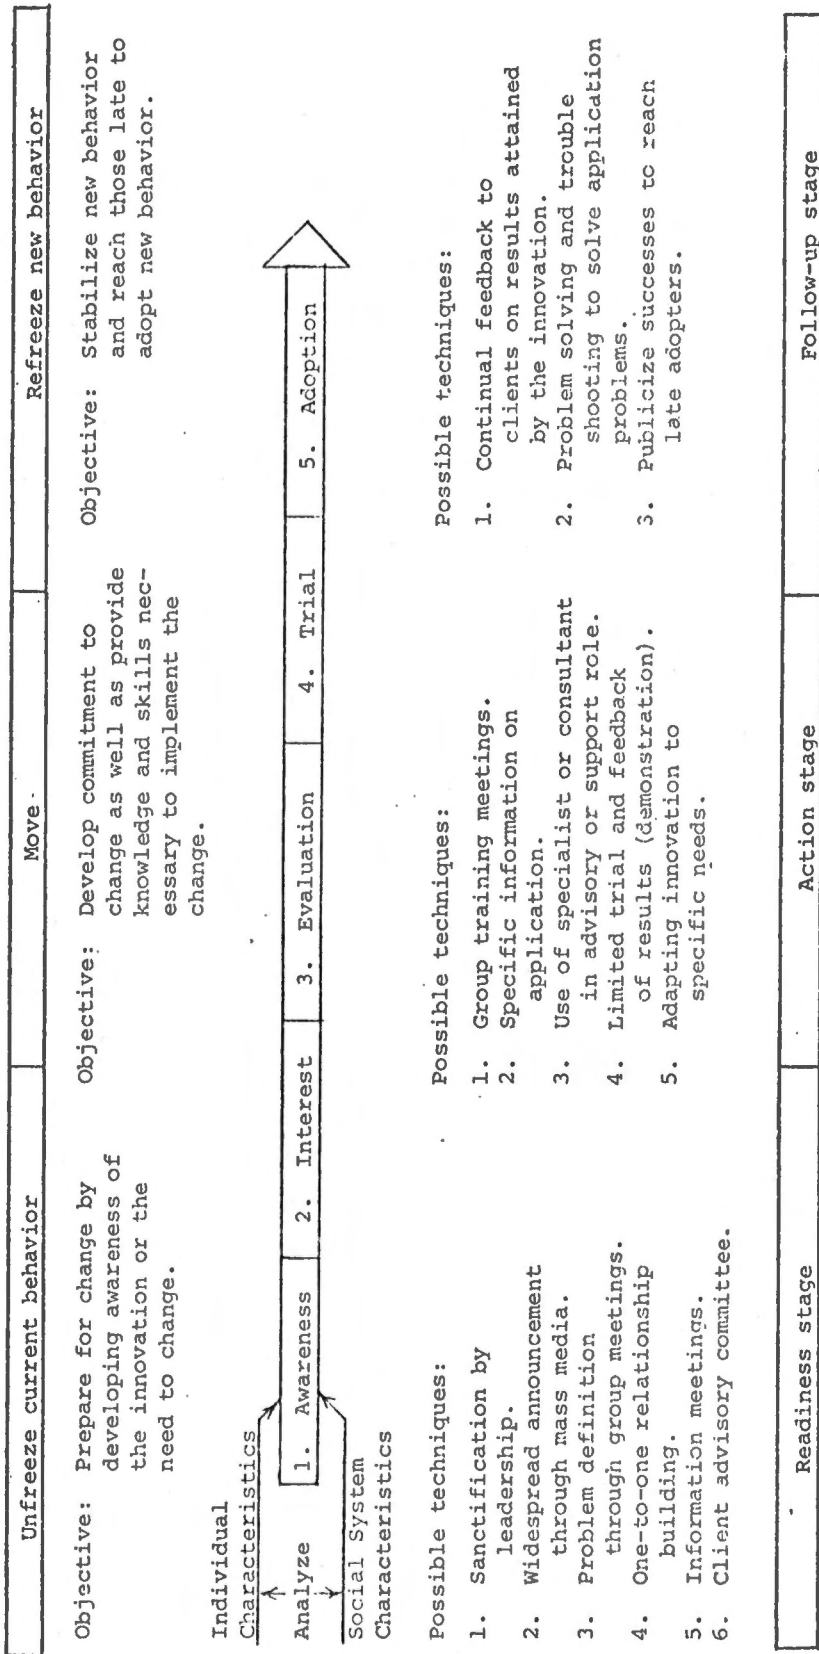 Unfreeze current behavior
Move
Refreeze new behavior
Objective: Prepare for change by
developing awareness of
the innovation or the
need to change.
Objective: Develop commitment to
change as well as provide
knowledge and skills nec-
essary to implement the
change.
Objective: Stabilize new behavior
and reach those late to
adopt new behavior.
Individual
Characteristics
Analyze
Social System
Characteristics
1. Awareness
2. Interest
3. Evaluation
4. Trial
5. Adoption
Possible techniques:
1. Sanctification by
leadership.
2. Widespread announcement
through mass media.
3. Problem definition
through group meetings.
4. One-to-one relationship
building.
5. Information meetings.
6. Client advisory committee.
Possible techniques:
1. Group training meetings.
2. Specific information on
application.
3. Use of specialist or consultant
in advisory or support role.
4. Limited trial and feedback
of results (demonstration).
5. Adapting innovation to
specific needs.
Possible techniques:
1. Continual feedback to
clients on results attained
by the innovation.
2. Problem solving and trouble
shooting to solve application
problems.
3. Publicize successes to reach
late adopters.
Readiness stage
Action stage
Follow-up stage